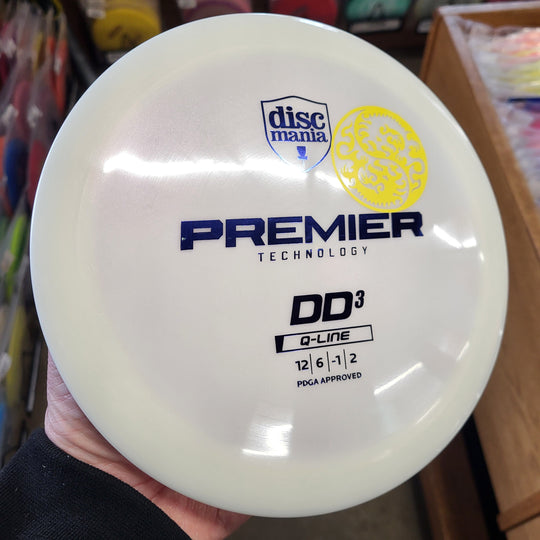 disc
mania
PREMIER
TECHNOLOGY
DD³
Q-LINE
12|6|-1|2
PDGA APPROVED